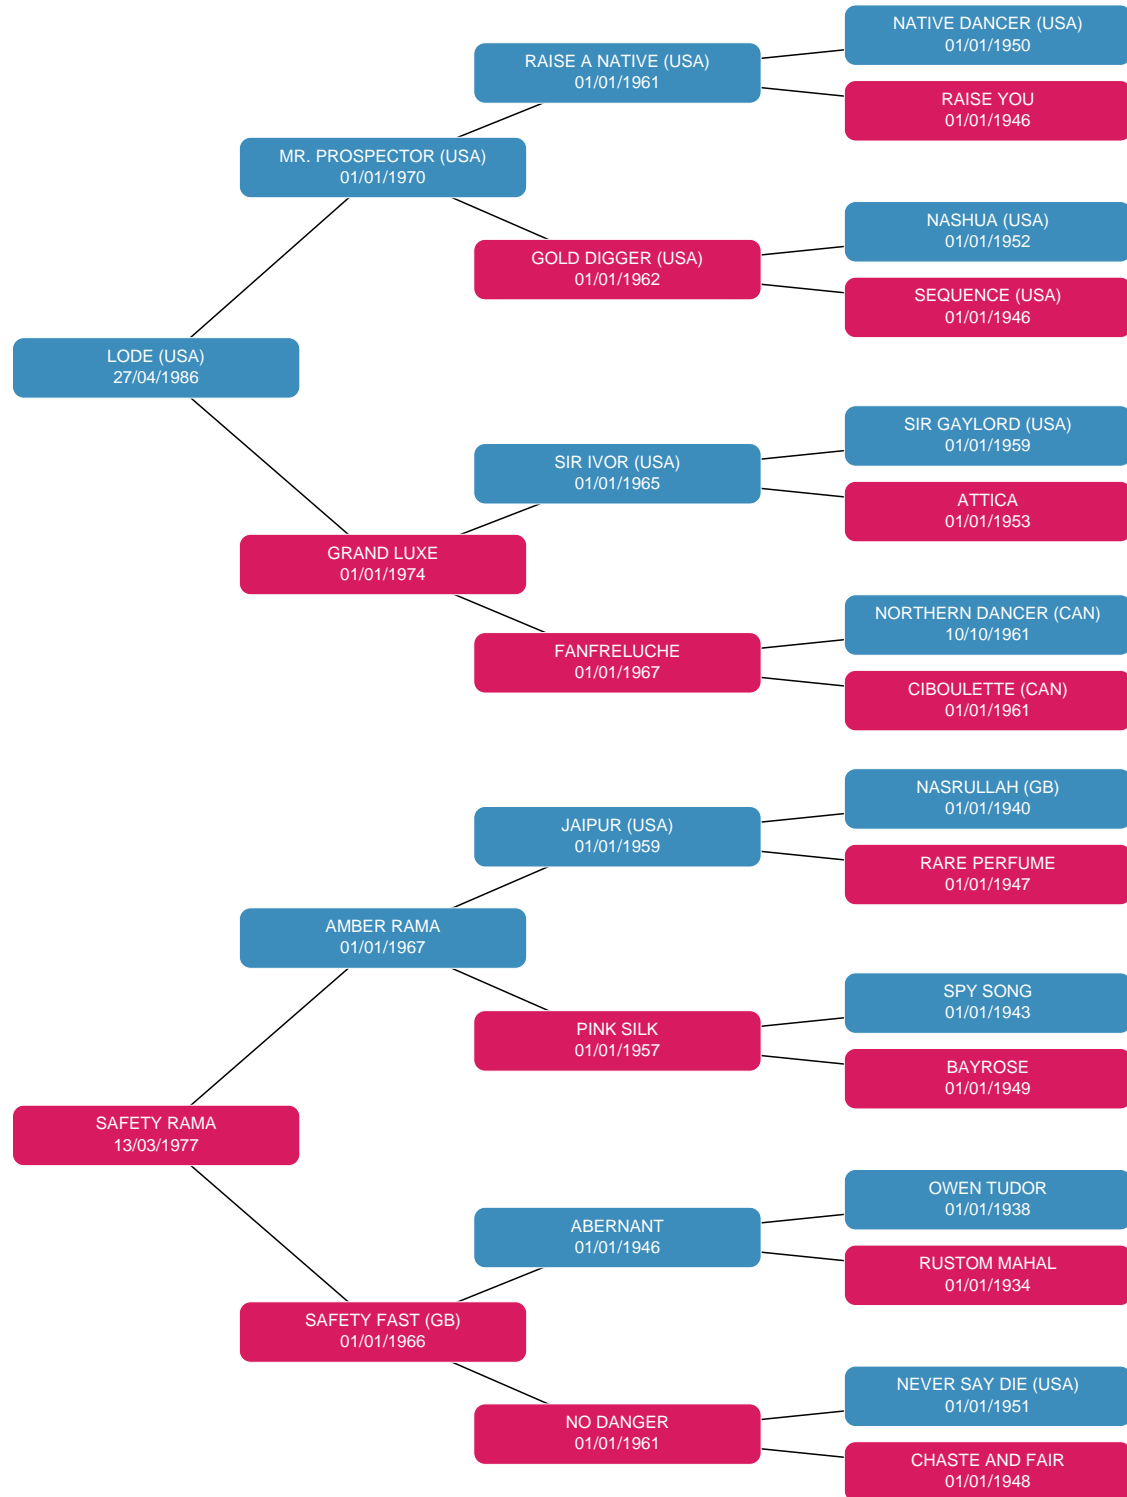 NATIVE DANCER (USA)
01/01/1950
RAISE A NATIVE (USA)
01/01/1961
RAISE YOU
01/01/1946
MR. PROSPECTOR (USA)
01/01/1970
NASHUA (USA)
01/01/1952
GOLD DIGGER (USA)
01/01/1962
SEQUENCE (USA)
01/01/1946
LODE (USA)
27/04/1986
SIR GAYLORD (USA)
01/01/1959
SIR IVOR (USA)
01/01/1965
ATTICA
01/01/1953
GRAND LUXE
01/01/1974
NORTHERN DANCER (CAN)
10/10/1961
FANFRELUCHE
01/01/1967
CIBOULETTE (CAN)
01/01/1961
NASRULLAH (GB)
01/01/1940
JAIPUR (USA)
01/01/1959
RARE PERFUME
01/01/1947
AMBER RAMA
01/01/1967
SPY SONG
01/01/1943
PINK SILK
01/01/1957
BAYROSE
01/01/1949
SAFETY RAMA
13/03/1977
OWEN TUDOR
01/01/1938
ABERNANT
01/01/1946
RUSTOM MAHAL
01/01/1934
SAFETY FAST (GB)
01/01/1966
NEVER SAY DIE (USA)
01/01/1951
NO DANGER
01/01/1961
CHASTE AND FAIR
01/01/1948